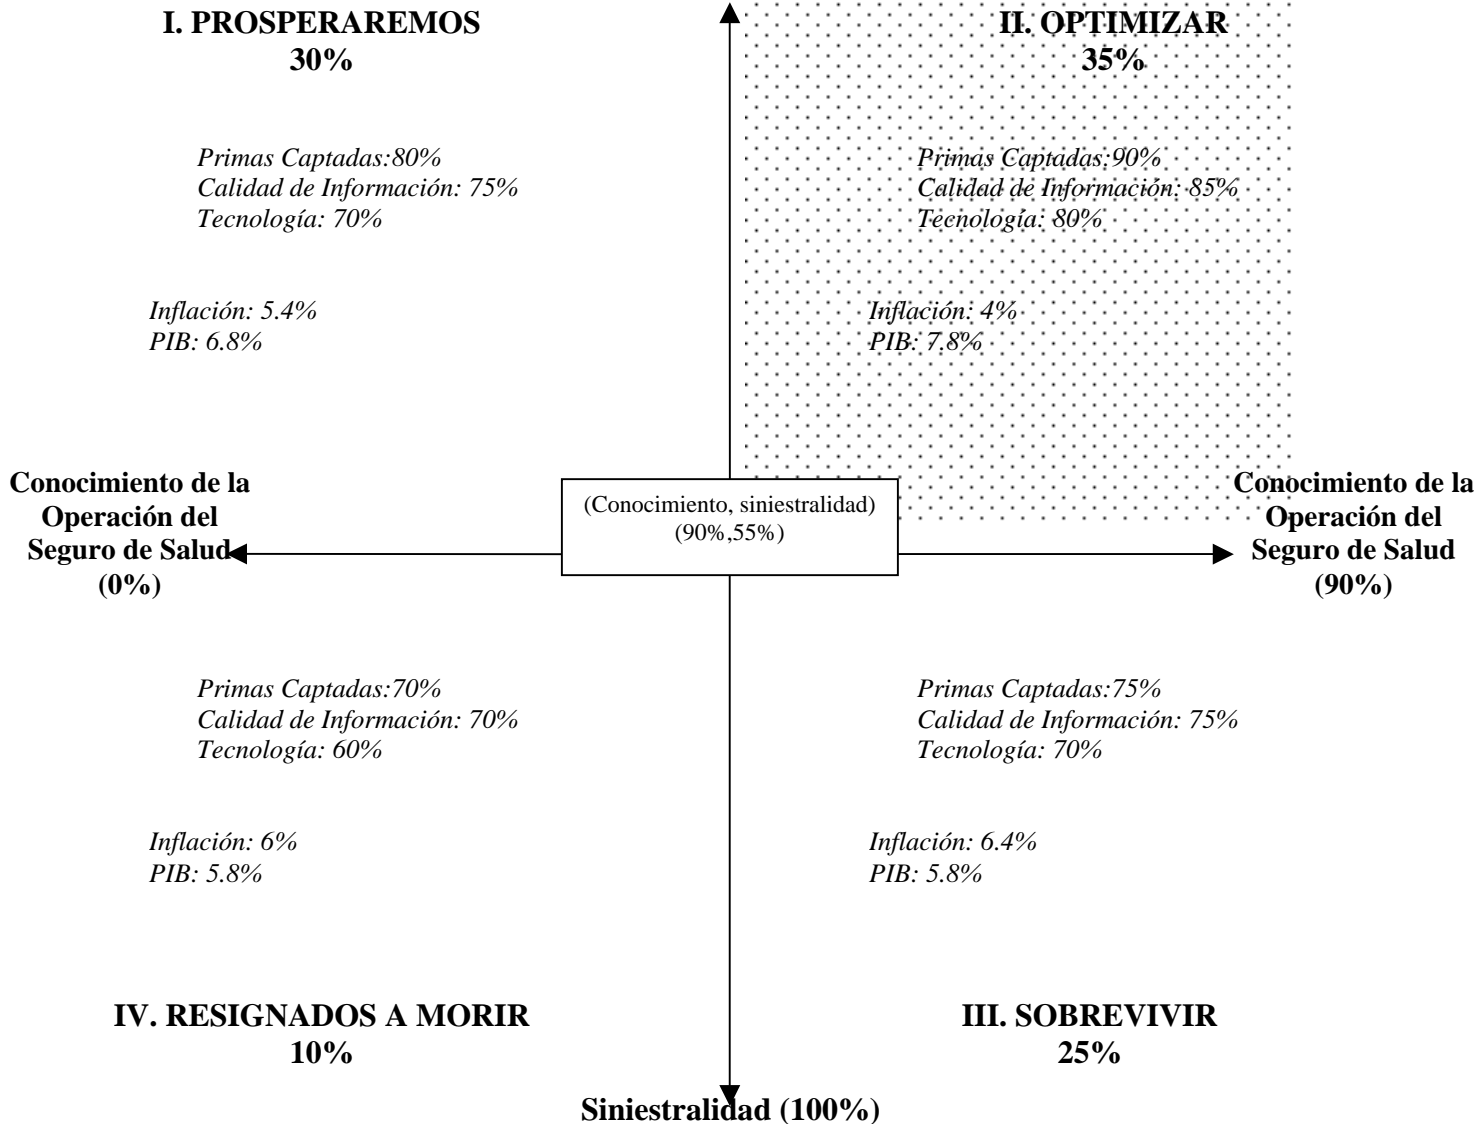 I. PROSPERAREMOS
30%
II. OPTIMIZAR
35%
Primas Captadas:80%
Calidad de Información: 75%
Tecnología: 70%
Primas Captadas:90%
Calidad de Información: 85%
Tecnología: 80%
Inflación: 5.4%
PIB: 6.8%
Inflación: 4%
PIB: 7.8%
Conocimiento de la
Operación del
Seguro de Salud
(0%)
(Conocimiento, siniestralidad)
(90%,55%)
Conocimiento de la
Operación del
Seguro de Salud
(90%)
Primas Captadas:70%
Calidad de Información: 70%
Tecnología: 60%
Primas Captadas:75%
Calidad de Información: 75%
Tecnología: 70%
Inflación: 6%
PIB: 5.8%
Inflación: 6.4%
PIB: 5.8%
IV. RESIGNADOS A MORIR
10%
III. SOBREVIVIR
25%
Siniestralidad (100%)